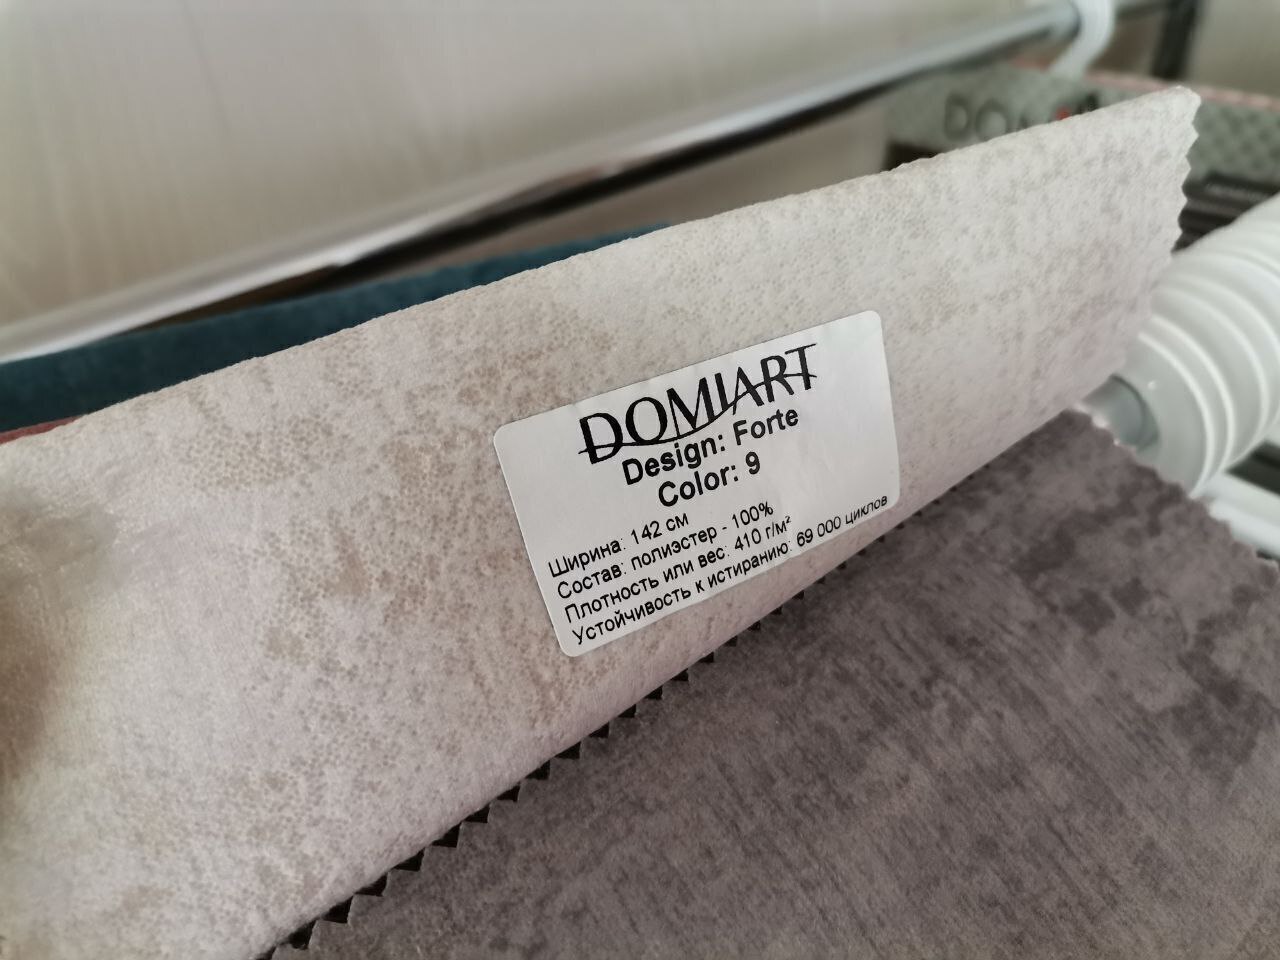 DOMIART
Design: Forte
Color: 9
Ширина: 142 см
Состав: полиэстер - 100%
Плотность или вес: 410 г/м²
Устойчивость к истиранию: 69 000 циклов